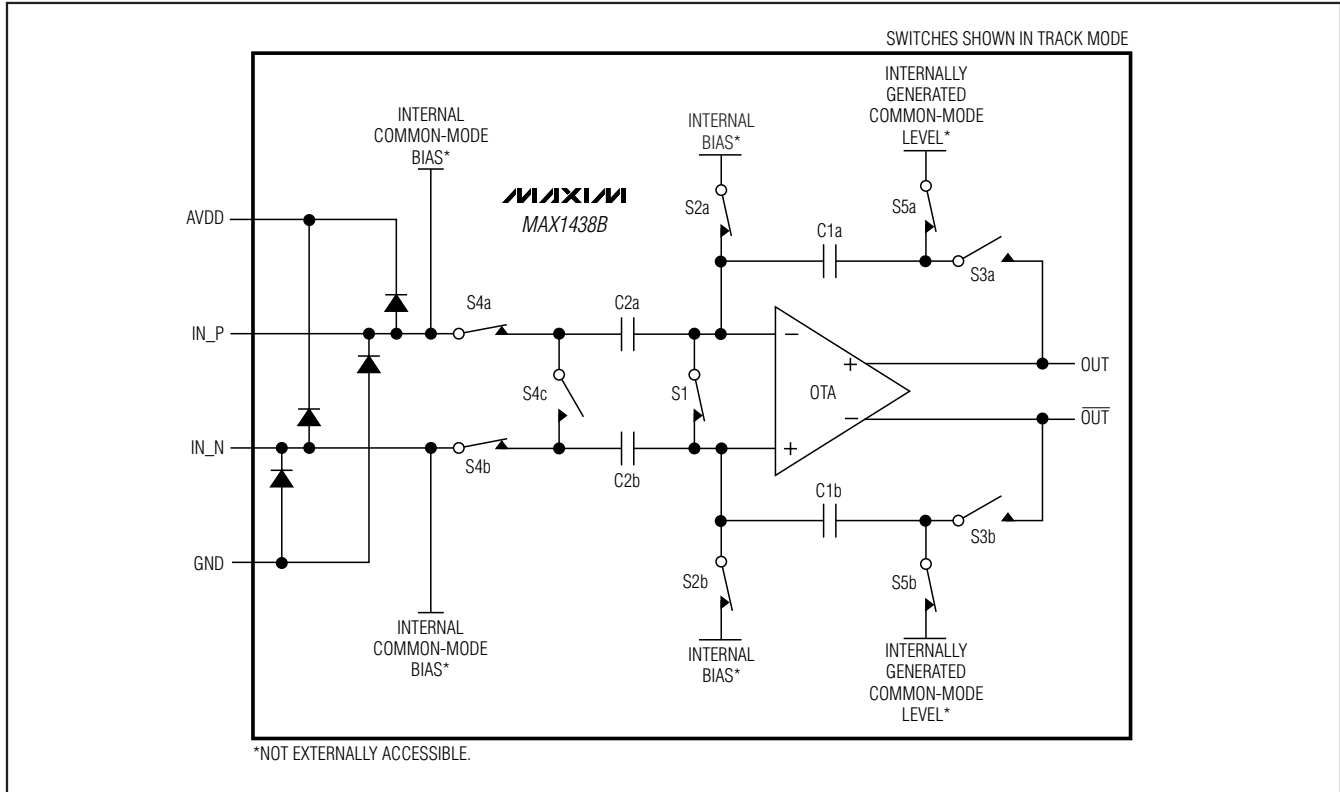 SWITCHES SHOWN IN TRACK MODE
INTERNALLY
GENERATED
COMMON-MODE
LEVEL*
INTERNAL
COMMON-MODE
BIAS*
INTERNAL
BIAS*
MAXIM
MAX1438B
AVDD
S2a
S5a
C1a
S3a
S4a
C2a
IN_P
−
+
OUT
S4c
S1
OTA
−
OUT
IN_N
+
S4b
C2b
C1b
S3b
GND
S2b
S5b
INTERNAL
COMMON-MODE
BIAS*
INTERNAL
BIAS*
INTERNALLY
GENERATED
COMMON-MODE
LEVEL*
*NOT EXTERNALLY ACCESSIBLE.